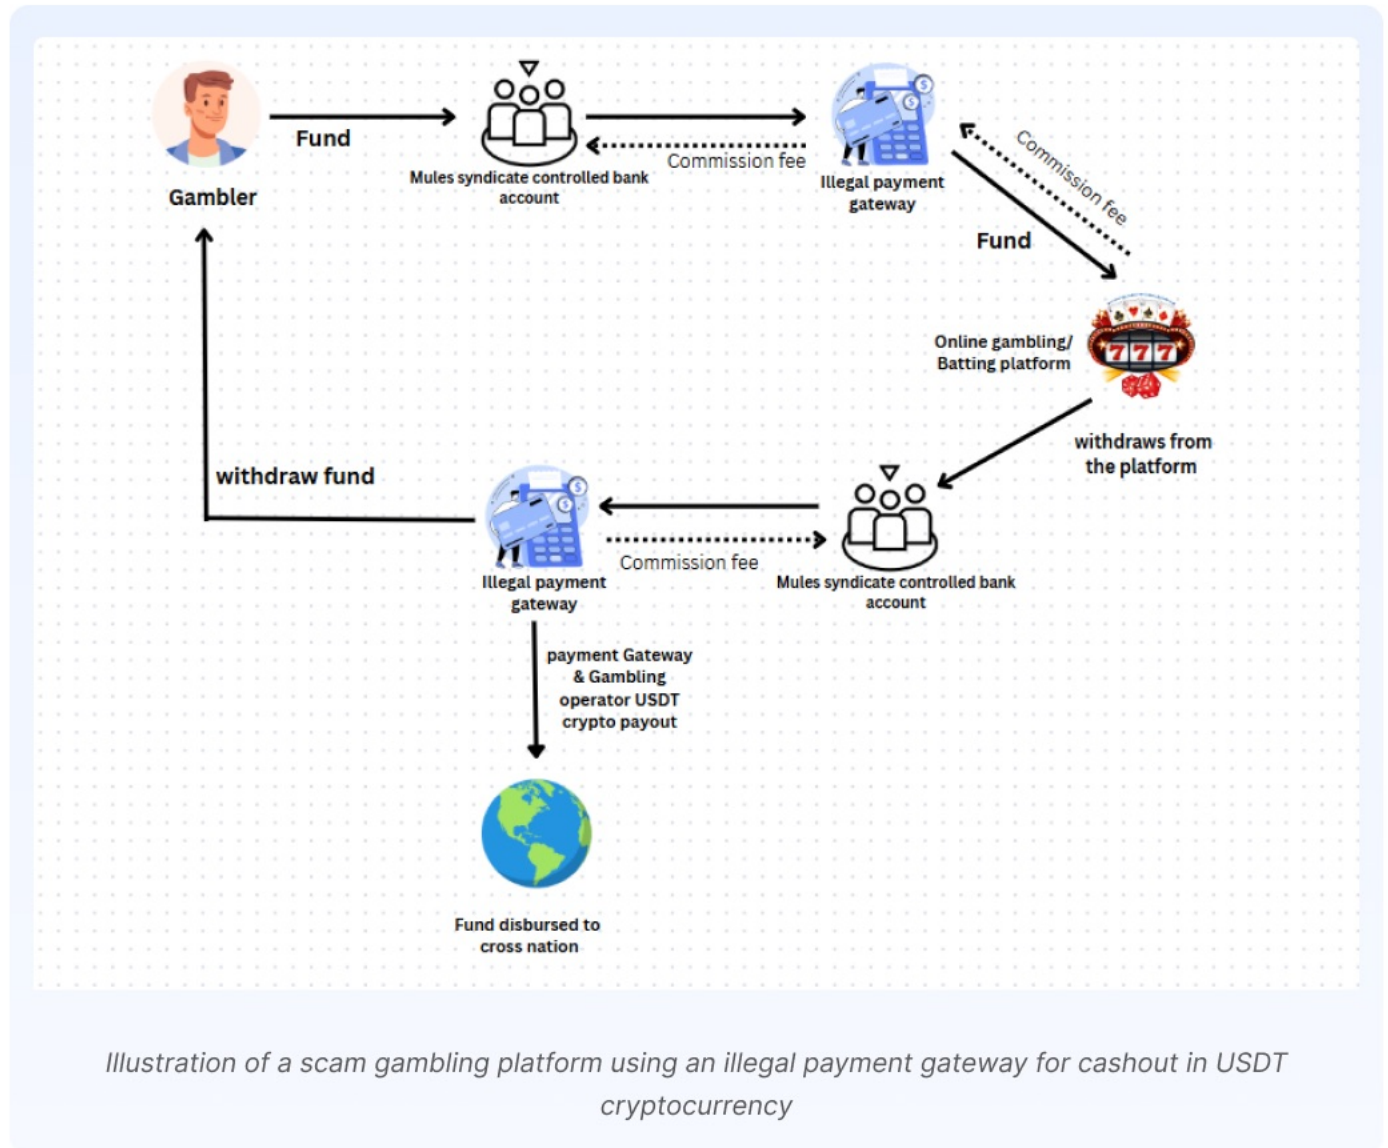 Fund
Commission fee
Gambler
Mules syndicate controlled bank
account
Illegal payment
gateway
Commission fee
Fund
$
$
Online gambling/
Batting platform
777
withdraws from
the platform
withdraw fund
$
$
Commission fee
Illegal payment
gateway
Mules syndicate controlled bank
account
payment Gateway
& Gambling
operator USDT
crypto payout
Fund disbursed to
cross nation
Illustration of a scam gambling platform using an illegal payment gateway for cashout in USDT
cryptocurrency